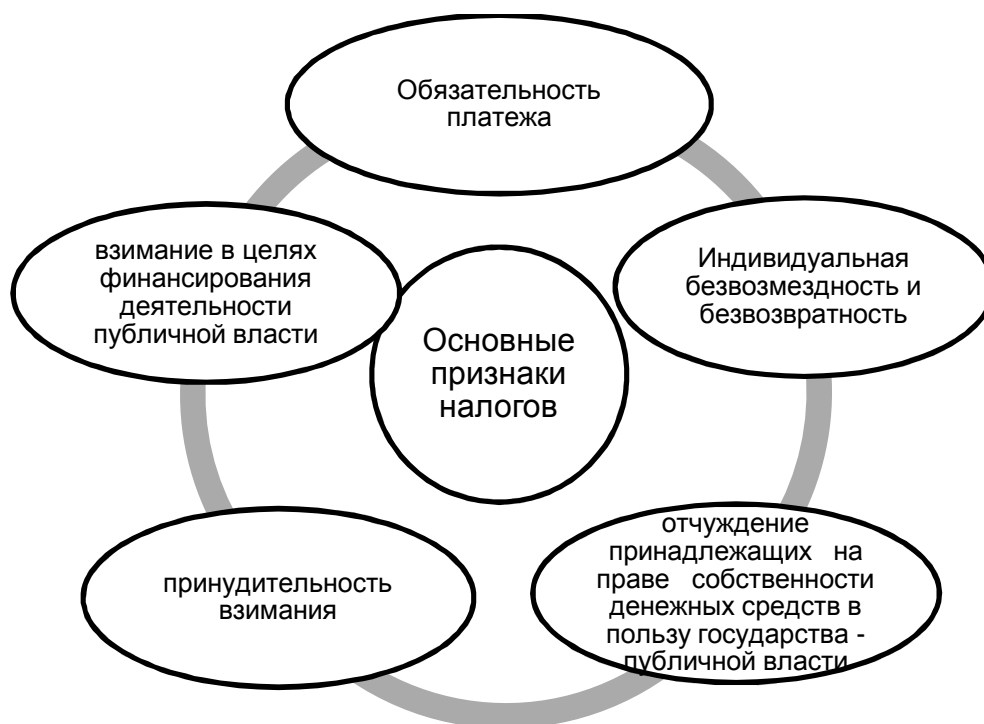 Обязательность
платежа
взимание в целях
финансирования
деятельности
публичной власти
Индивидуальная
безвозмездность и
безвозвратность
Основные
признаки
налогов
принудительность
взимания
отчуждение
принадлежащих на
праве собственности
денежных средств в
пользу государства -
публичной власти